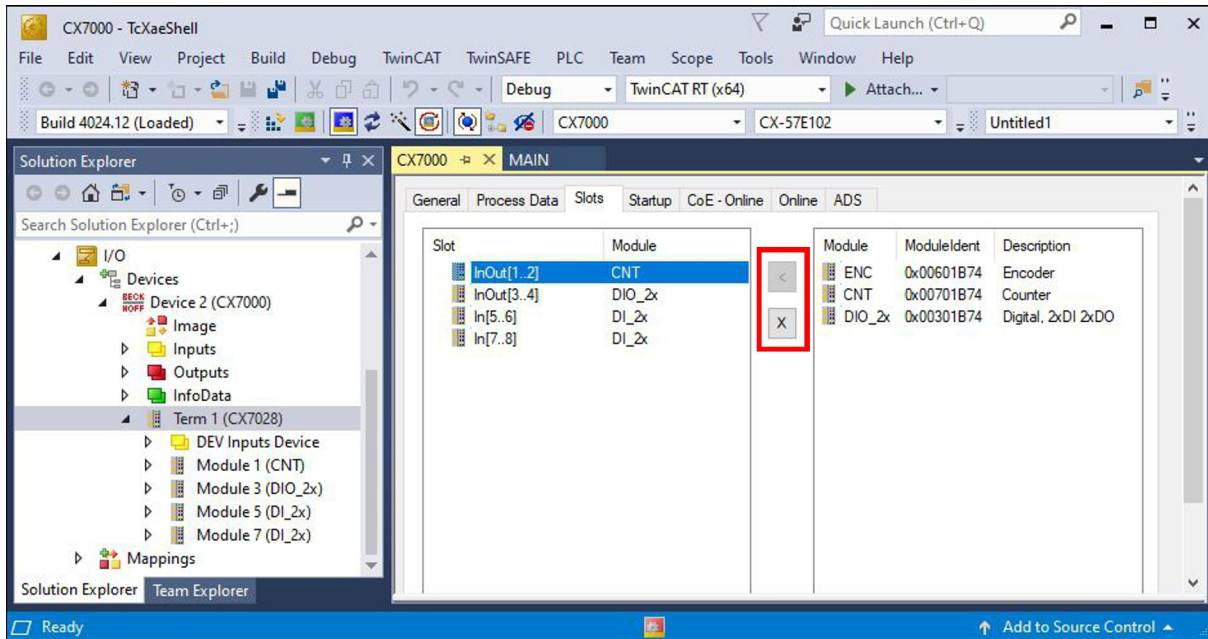 CX7000 - TcXaeShell
Quick Launch (Ctrl+Q)
File Edit View Project Build Debug TwinCAT TwinSAFE PLC Team Scope Tools Window Help
Debug TwinCAT RT (x64) Attach...
Build 4024.12 (Loaded) CX7000 CX-57E102 Untitled1
Solution Explorer
CX7000 MAIN
General Process Data Slots Startup CoE - Online Online ADS
Search Solution Explorer (Ctrl+;)
I/O
Devices
BECK
HOFF
Device 2 (CX7000)
Image
Inputs
Outputs
InfoData
Term 1 (CX7028)
DEV Inputs Device
Module 1 (CNT)
Module 3 (DIO_2x)
Module 5 (DI_2x)
Module 7 (DI_2x)
Mappings
Solution Explorer Team Explorer
Slot Module
InOut[1..2] CNT
InOut[3..4] DIO_2x
In[5..6] DI_2x
In[7..8] DI_2x
<
X
Module ModuleIdent Description
ENC 0x00601B74 Encoder
CNT 0x00701B74 Counter
DIO_2x 0x00301B74 Digital, 2xDI 2xDO
Ready
Add to Source Control